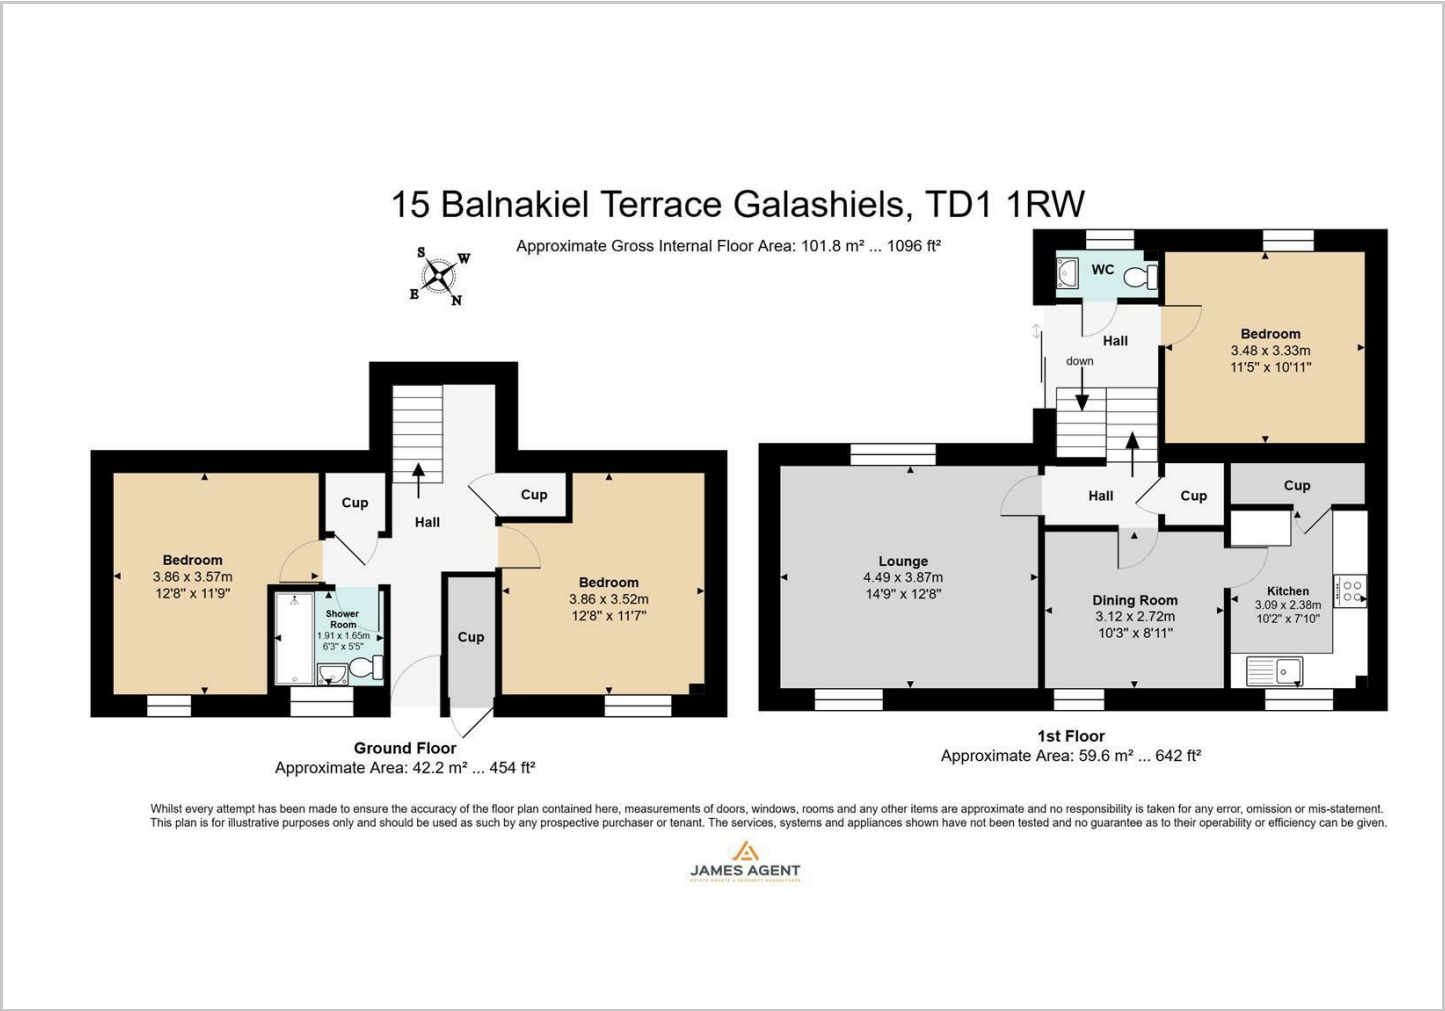 15 Balnakiel Terrace Galashiels, TD1 1RW
Approximate Gross Internal Floor Area: 101.8 m² ... 1096 ft²
S
W
E
N
WC
Hall
down
Bedroom
3.48 x 3.33m
11'5" x 10'11"
Cup
Hall
Cup
Bedroom
3.86 x 3.57m
12'8" x 11'9"
Shower
Room
1.91 x 1.65m
6'3" x 5'5"
Cup
Bedroom
3.86 x 3.52m
12'8" x 11'7"
Ground Floor
Approximate Area: 42.2 m² ... 454 ft²
Hall
Cup
Cup
Lounge
4.49 x 3.87m
14'9" x 12'8"
Dining Room
3.12 x 2.72m
10'3" x 8'11"
Kitchen
3.09 x 2.38m
10'2" x 7'10"
1st Floor
Approximate Area: 59.6 m² ... 642 ft²
Whilst every attempt has been made to ensure the accuracy of the floor plan contained here, measurements of doors, windows, rooms and any other items are approximate and no responsibility is taken for any error, omission or mis-statement.
This plan is for illustrative purposes only and should be used as such by any prospective purchaser or tenant. The services, systems and appliances shown have not been tested and no guarantee as to their operability or efficiency can be given.
JAMES AGENT
ESTATE AGENTS & PROPERTY CONSULTANTS